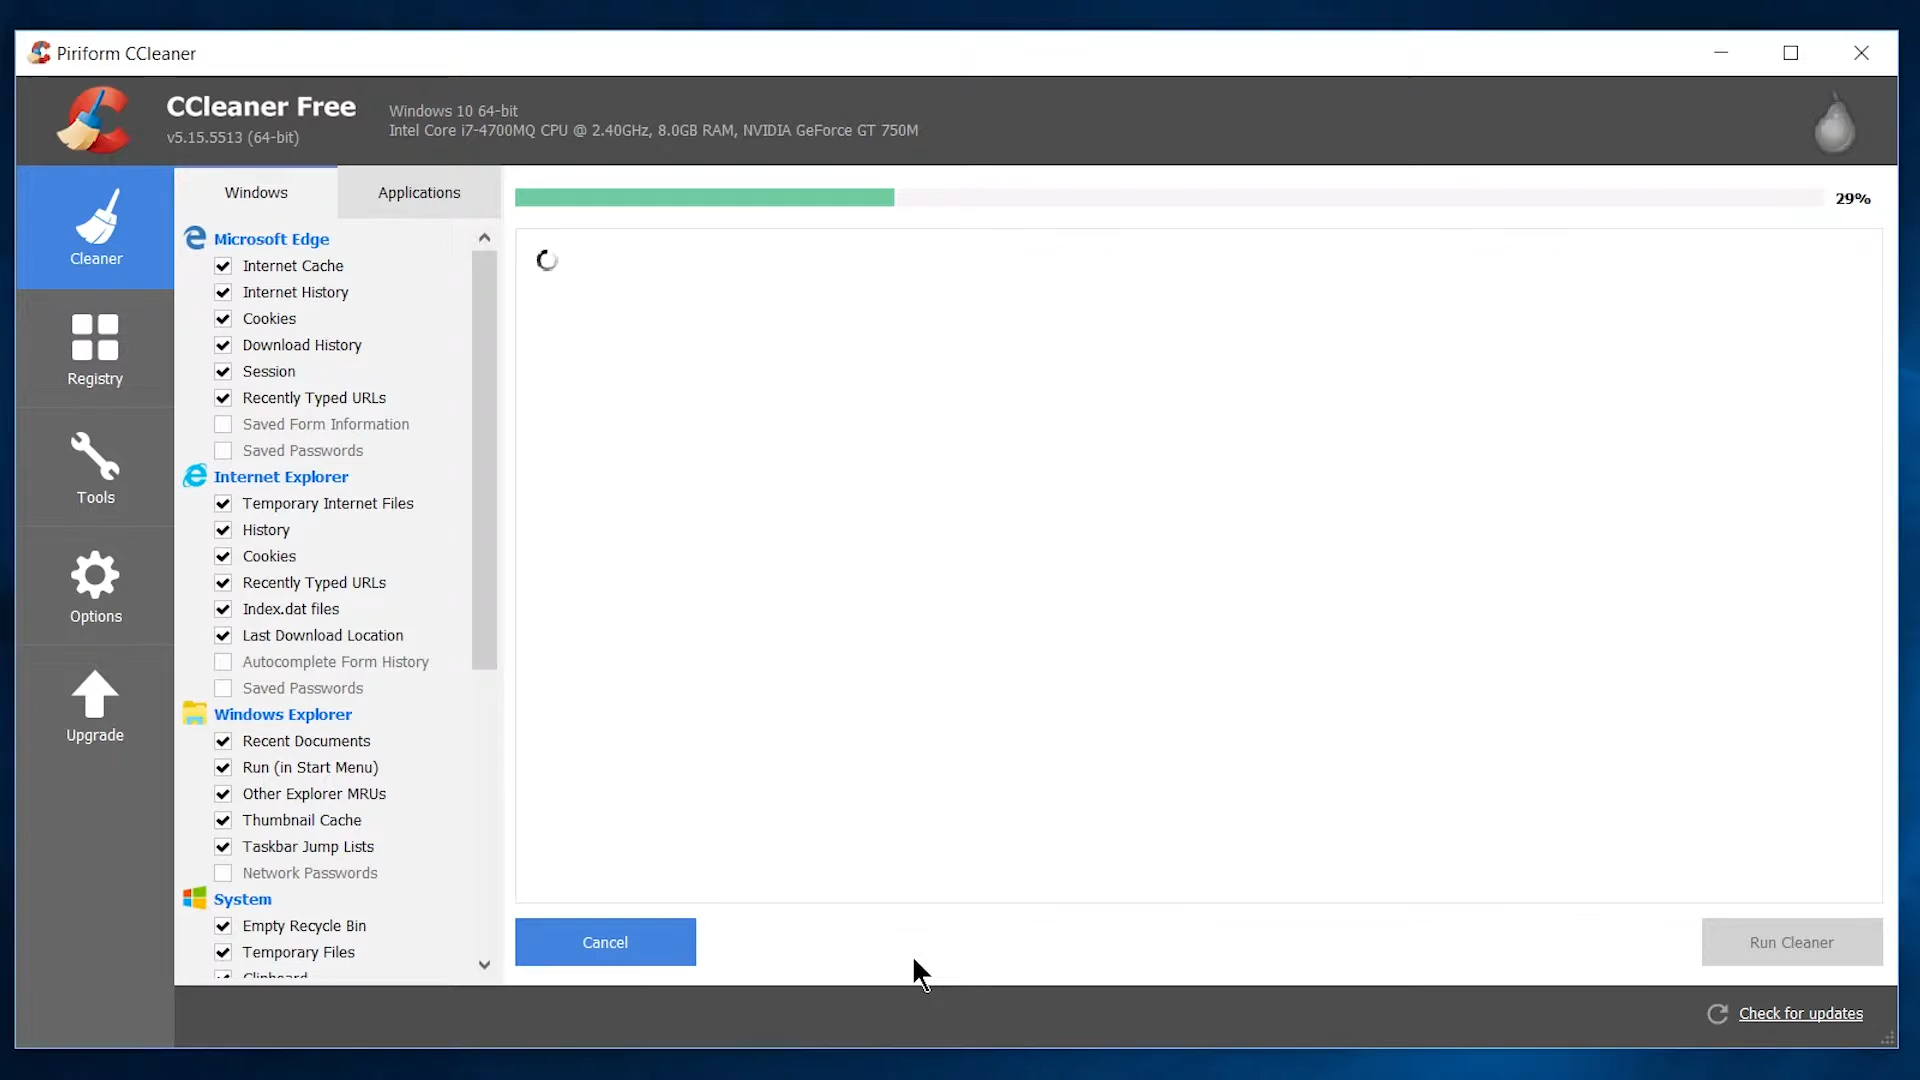 Piriform CCleaner
CCleaner Free
v5.15.5513 (64-bit)
Windows 10 64-bit
Intel Core i7-4700MQ CPU @ 2.40GHz, 8.0GB RAM, NVIDIA GeForce GT 750M
Cleaner
Registry
Tools
Options
Upgrade
Windows
Applications
Microsoft Edge
Internet Cache
Internet History
Cookies
Download History
Session
Recently Typed URLs
Saved Form Information
Saved Passwords
Internet Explorer
Temporary Internet Files
History
Cookies
Recently Typed URLs
Index.dat files
Last Download Location
Autocomplete Form History
Saved Passwords
Windows Explorer
Recent Documents
Run (in Start Menu)
Other Explorer MRUs
Thumbnail Cache
Taskbar Jump Lists
Network Passwords
System
Empty Recycle Bin
Temporary Files
Clipboard
29%
Cancel
Run Cleaner
Check for updates